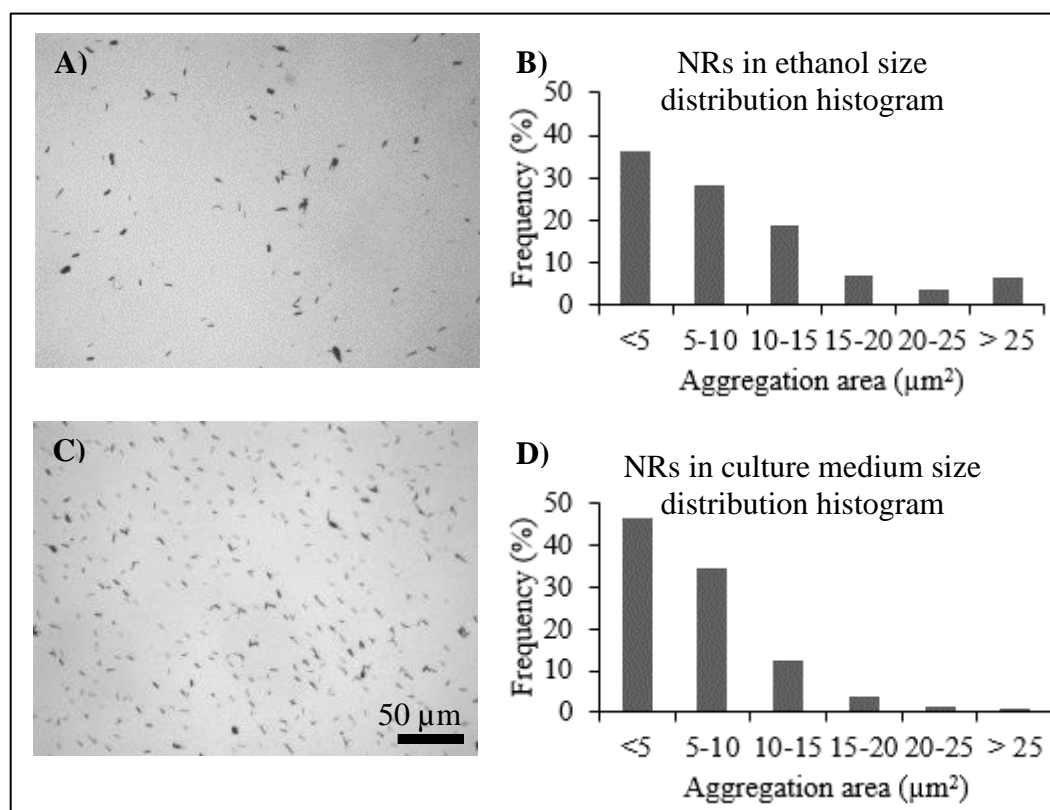 A)
B)
NRs in ethanol size
distribution histogram
50
40
30
20
10
0
Frequency (%)
<5 5-10 10-15 15-20 20-25 > 25
Aggregation area (µm²)
C)
50 µm
D)
NRs in culture medium size
distribution histogram
50
40
30
20
10
0
Frequency (%)
<5 5-10 10-15 15-20 20-25 > 25
Aggregation area (µm²)